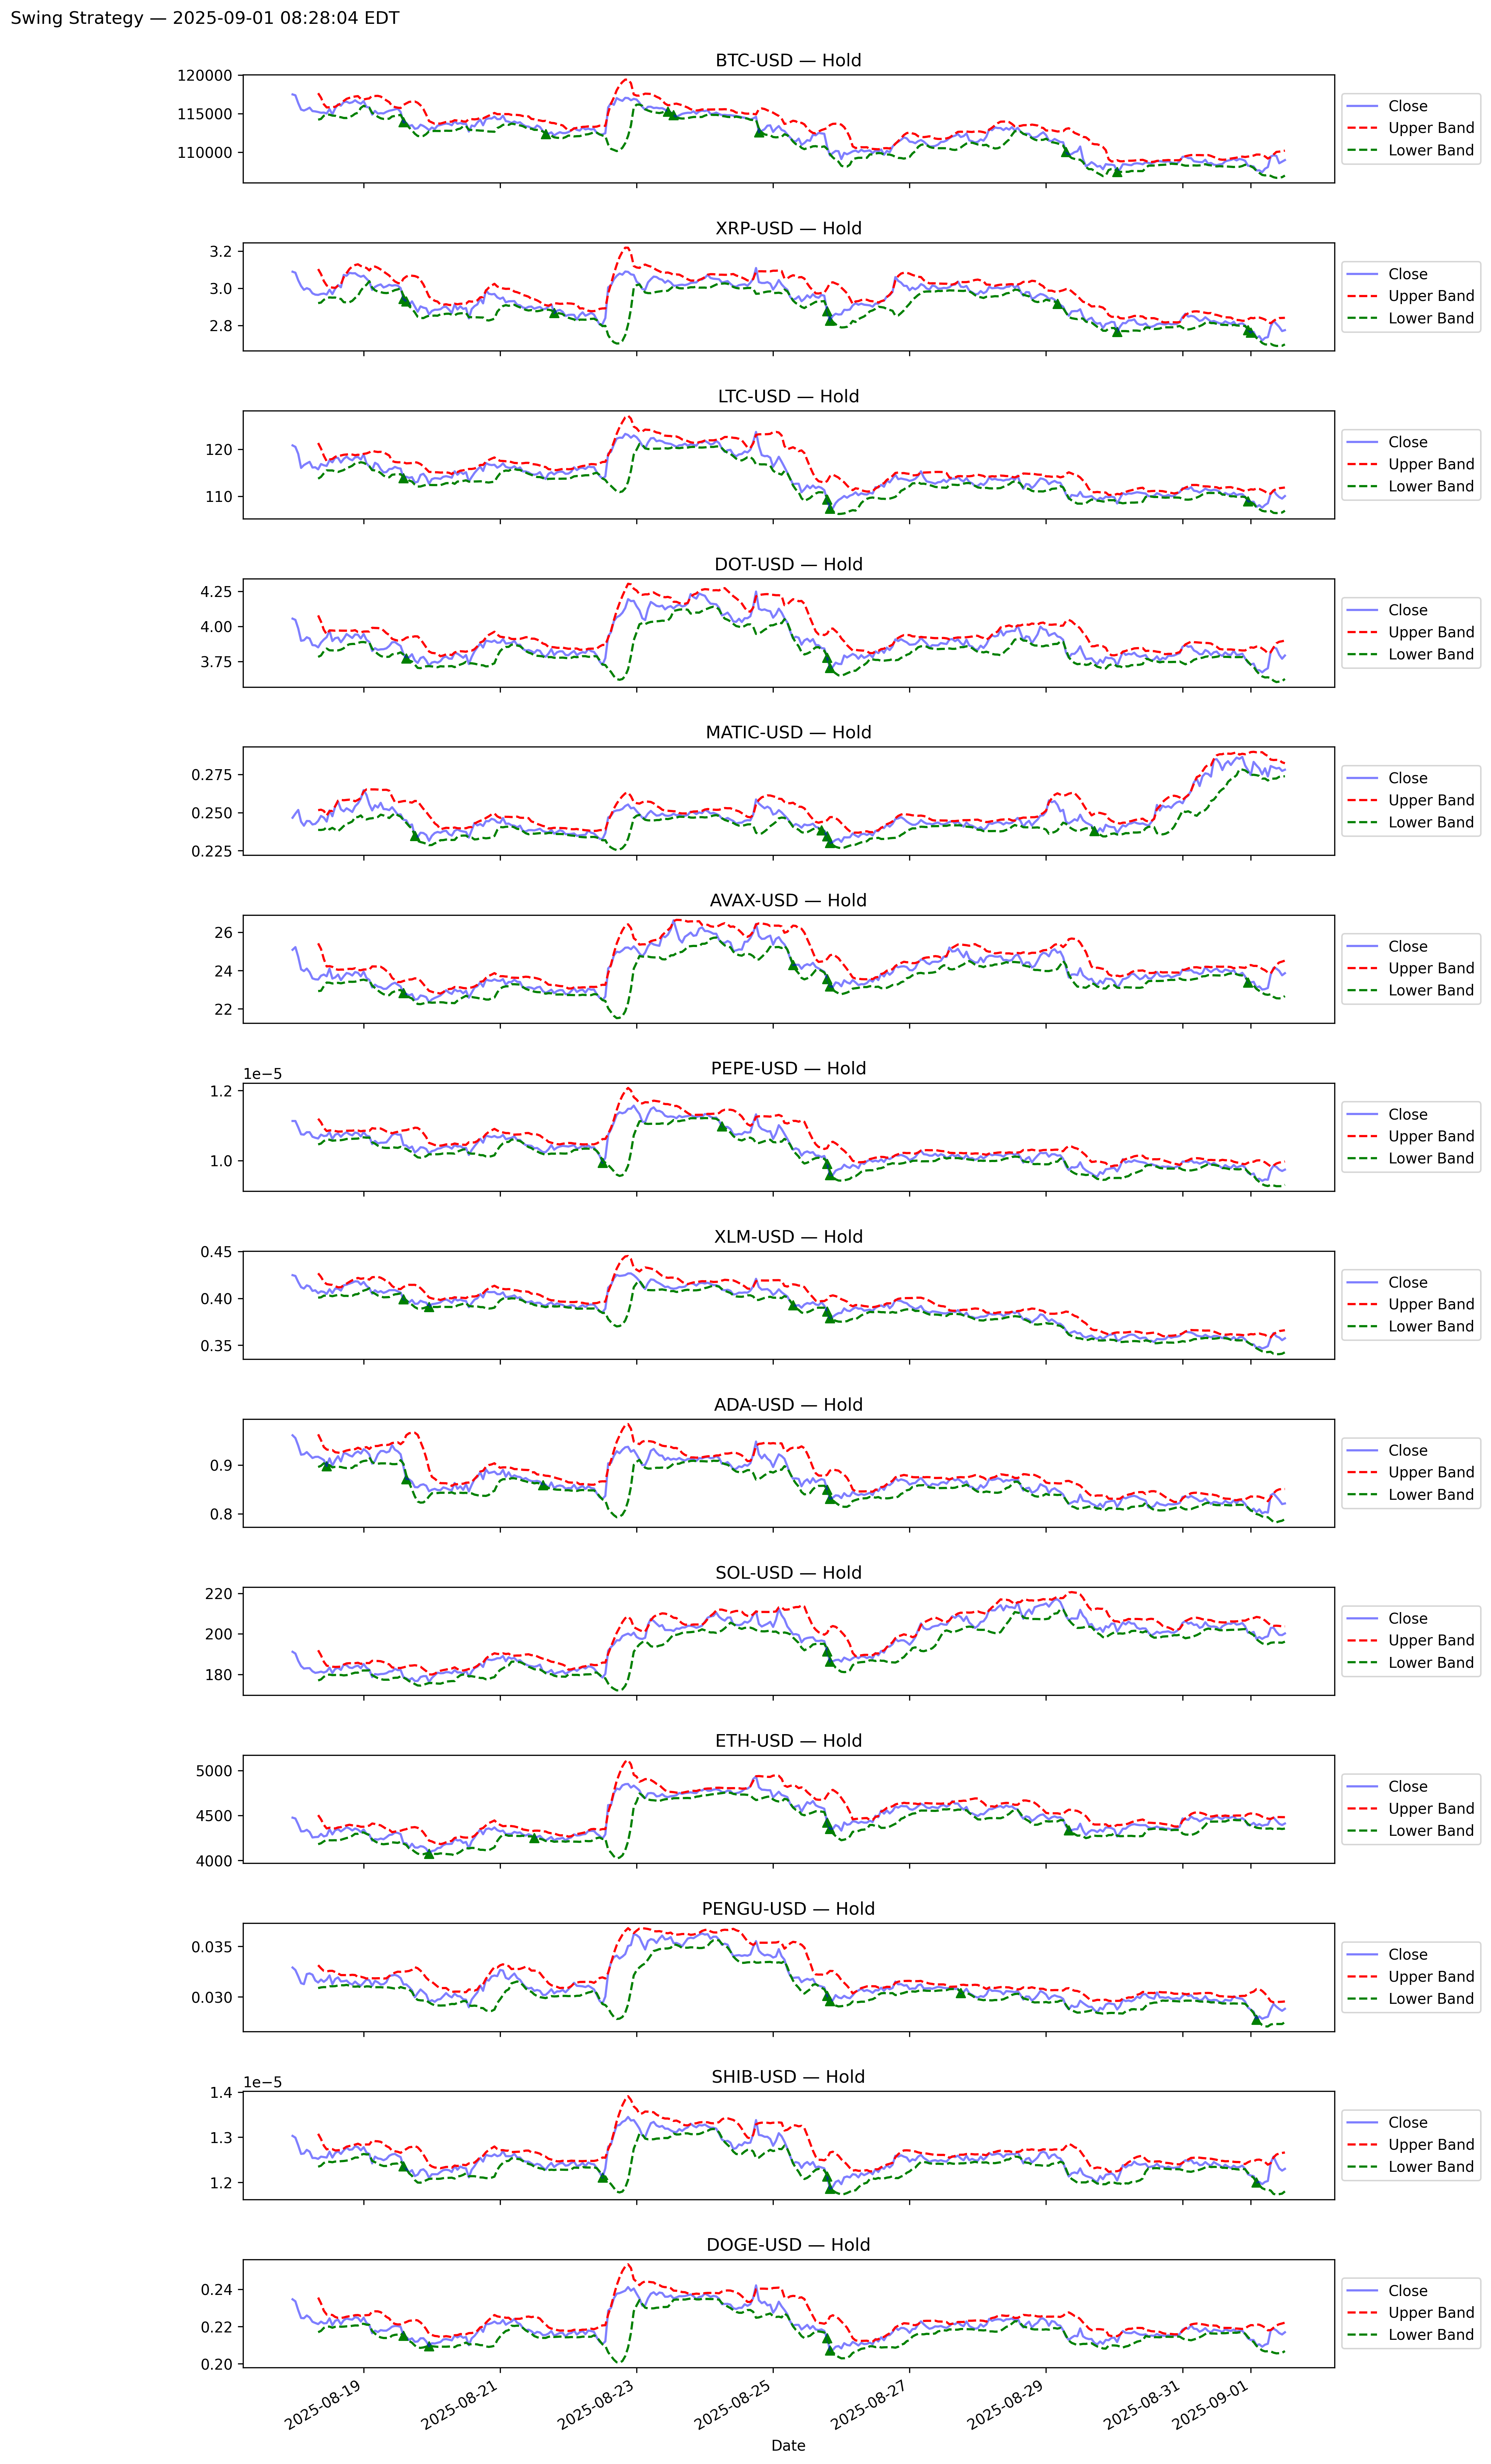 Swing Strategy — 2025-09-01 08:28:04 EDT
BTC-USD — Hold
120000
115000
110000
Close
Upper Band
Lower Band
XRP-USD — Hold
3.2
3.0
2.8
Close
Upper Band
Lower Band
LTC-USD — Hold
120
110
Close
Upper Band
Lower Band
DOT-USD — Hold
4.25
4.00
3.75
Close
Upper Band
Lower Band
MATIC-USD — Hold
0.275
0.250
0.225
Close
Upper Band
Lower Band
AVAX-USD — Hold
26
24
22
Close
Upper Band
Lower Band
PEPE-USD — Hold
1e−5
1.2
1.0
Close
Upper Band
Lower Band
XLM-USD — Hold
0.45
0.40
0.35
Close
Upper Band
Lower Band
ADA-USD — Hold
0.9
0.8
Close
Upper Band
Lower Band
SOL-USD — Hold
220
200
180
Close
Upper Band
Lower Band
ETH-USD — Hold
5000
4500
4000
Close
Upper Band
Lower Band
PENGU-USD — Hold
0.035
0.030
Close
Upper Band
Lower Band
SHIB-USD — Hold
1e−5
1.4
1.3
1.2
Close
Upper Band
Lower Band
DOGE-USD — Hold
0.24
0.22
0.20
Close
Upper Band
Lower Band
2025-08-19
2025-08-21
2025-08-23
2025-08-25
2025-08-27
2025-08-29
2025-08-31
2025-09-01
Date